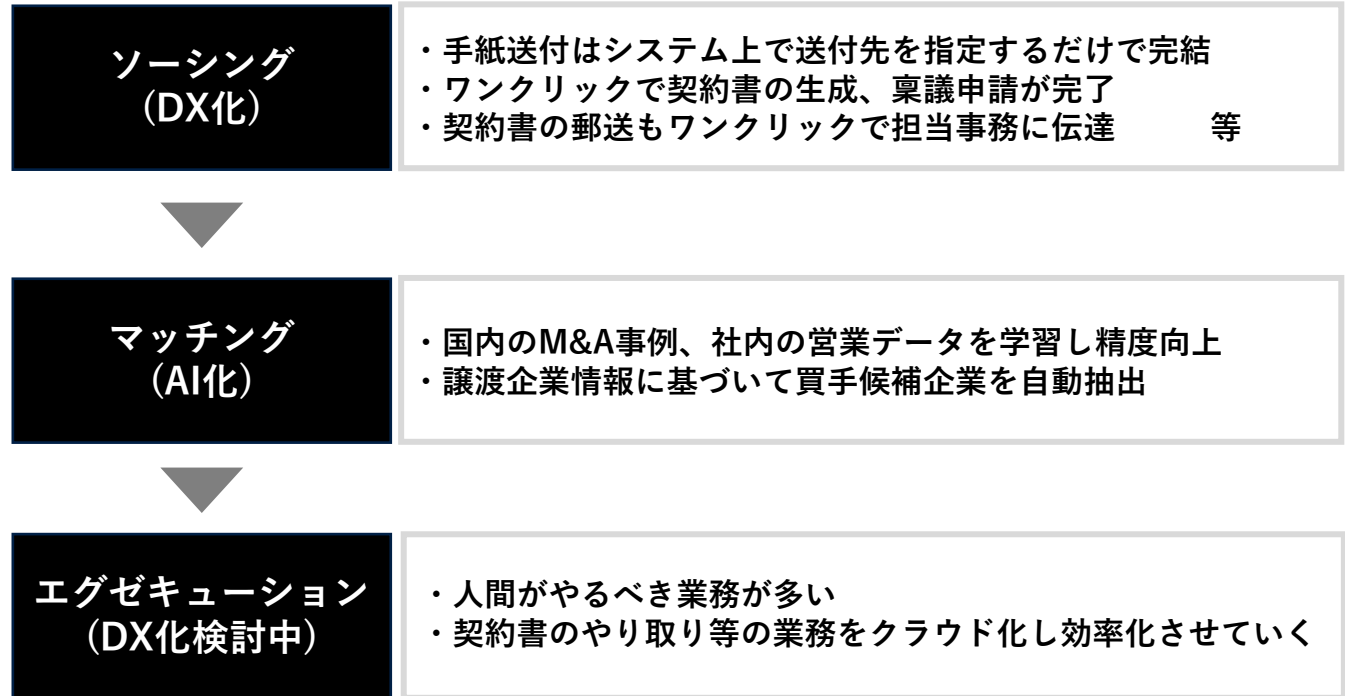 ソーシング
(DX化)
・手紙送付はシステム上で送付先を指定するだけで完結
・ワンクリックで契約書の生成、稟議申請が完了
・契約書の郵送もワンクリックで担当事務に伝達　　　等
マッチング
(AI化)
・国内のM&A事例、社内の営業データを学習し精度向上
・譲渡企業情報に基づいて買手候補企業を自動抽出
エグゼキューション
(DX化検討中)
・人間がやるべき業務が多い
・契約書のやり取り等の業務をクラウド化し効率化させていく